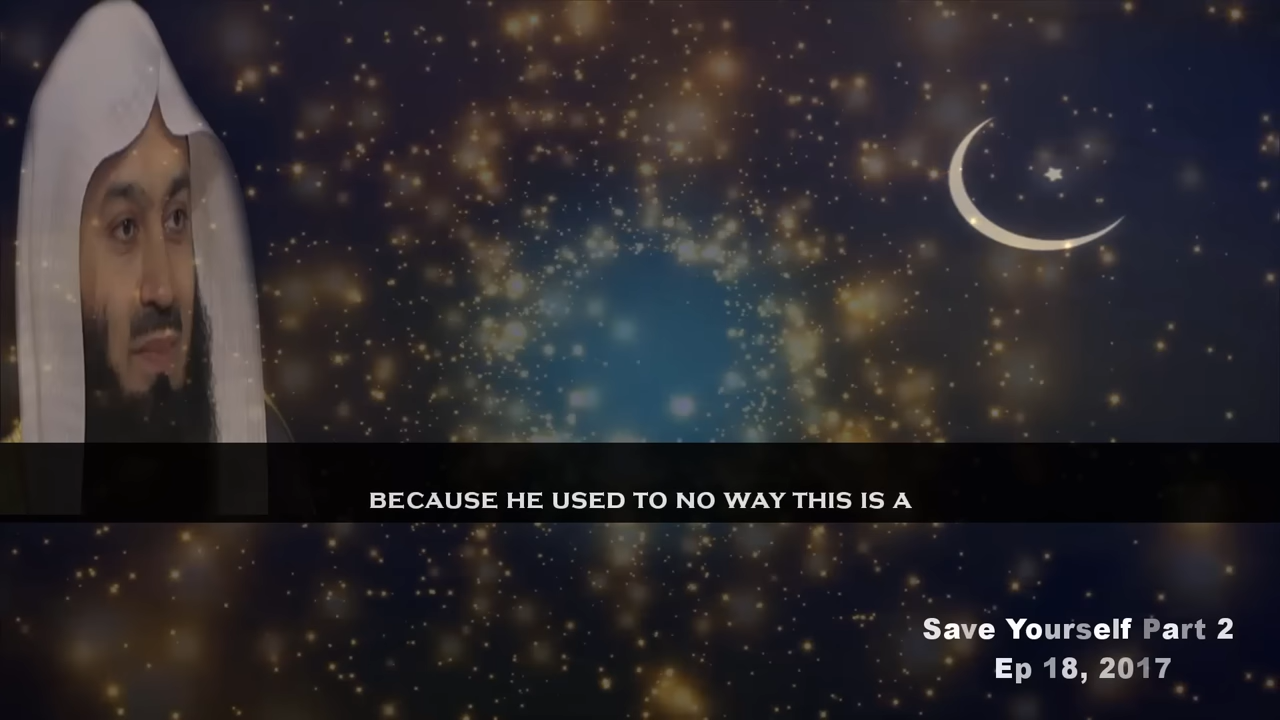 BECAUSE HE USED TO NO WAY THIS IS A
Save Yourself Part 2
Ep 18, 2017